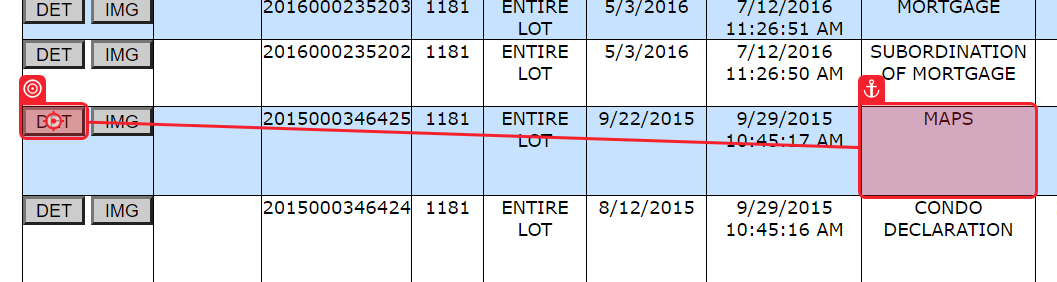 DET IMG 2016000235203 1181 ENTIRE 5/3/2016 7/12/2016 MORTGAGE
LOT 11:26:51 AM
DET IMG 2016000235202 1181 ENTIRE 5/3/2016 7/12/2016 SUBORDINATION
LOT 11:26:50 AM OF MORTGAGE
DET IMG 2015000346425 1181 ENTIRE 9/22/2015 9/29/2015 MAPS
LOT 10:45:17 AM
DET IMG 2015000346424 1181 ENTIRE 8/12/2015 9/29/2015 CONDO
LOT 10:45:16 AM DECLARATION